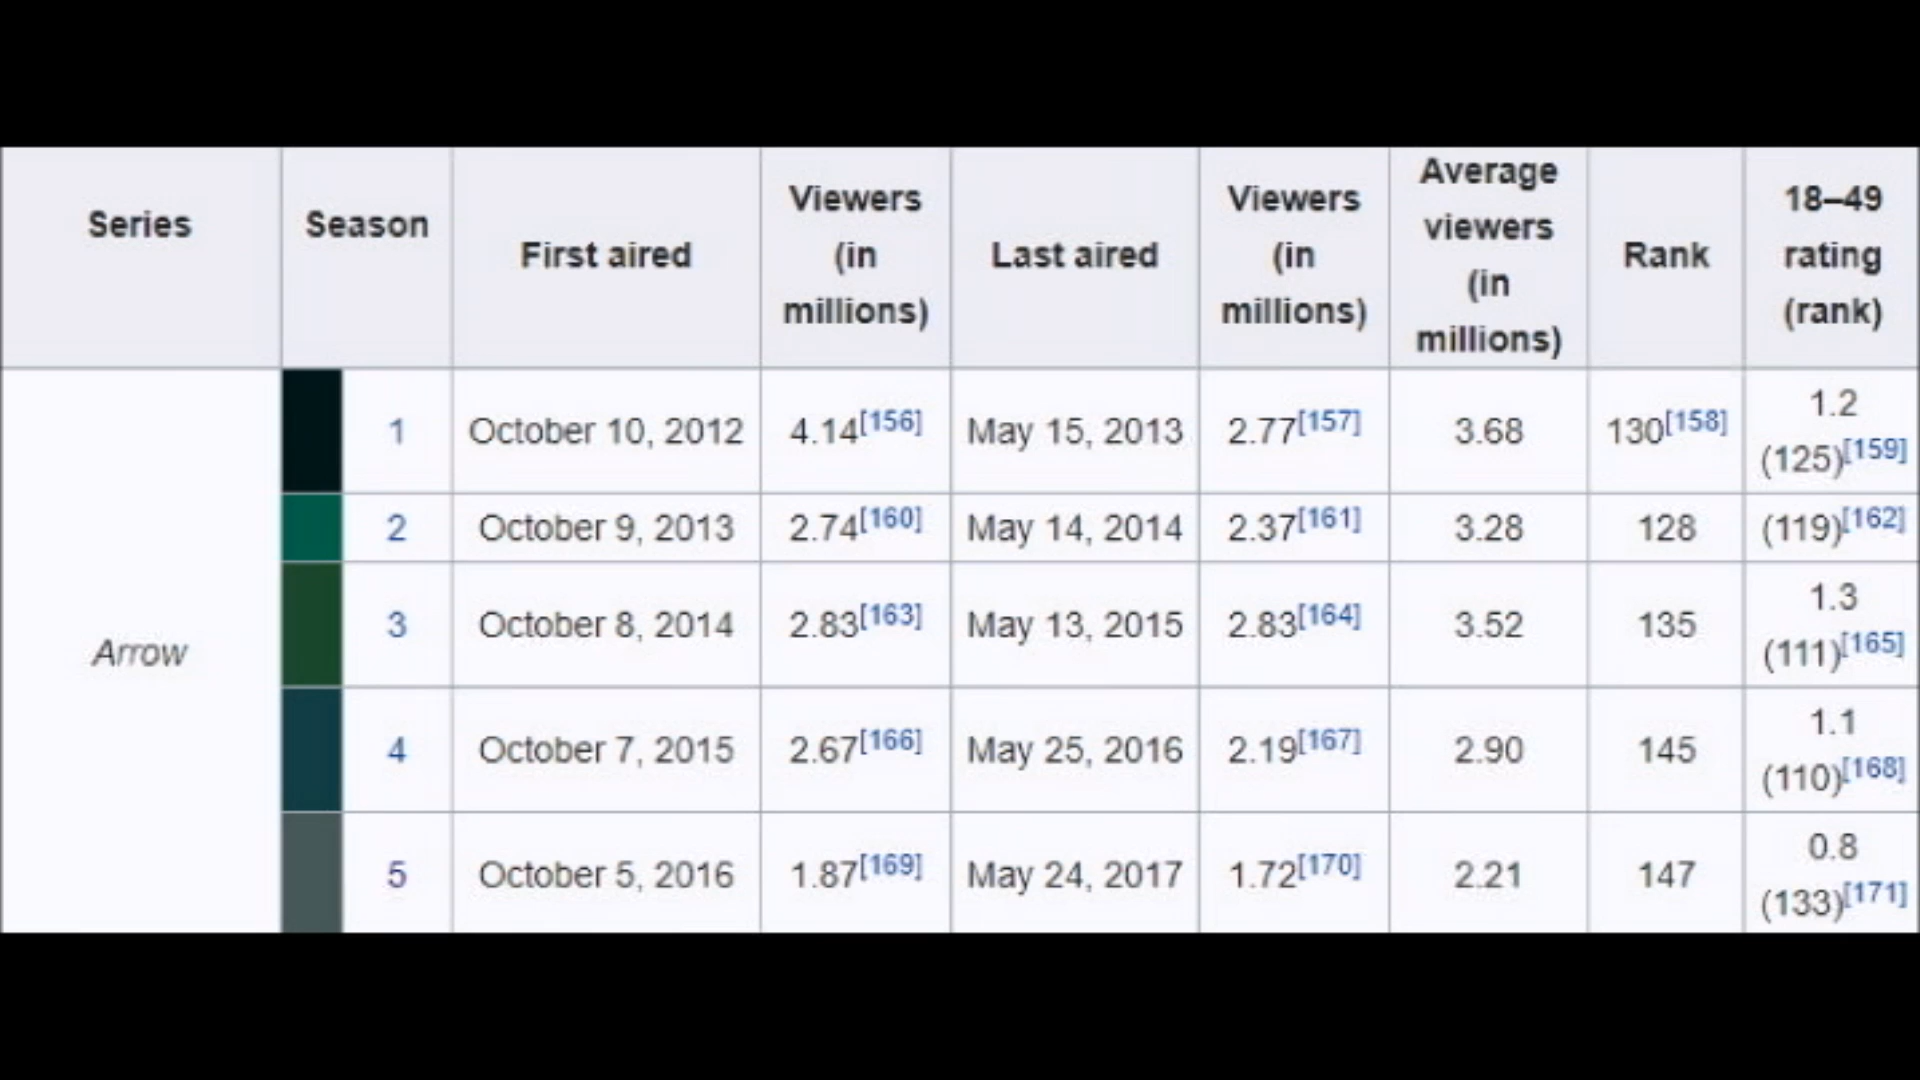 Series Season First aired Viewers (in millions) Last aired Viewers (in millions) Average viewers (in millions) Rank 18–49 rating (rank)
Arrow
1 October 10, 2012 4.14[156] May 15, 2013 2.77[157] 3.68 130[158] 1.2 (125)[159]
2 October 9, 2013 2.74[160] May 14, 2014 2.37[161] 3.28 128 (119)[162]
3 October 8, 2014 2.83[163] May 13, 2015 2.83[164] 3.52 135 1.3 (111)[165]
4 October 7, 2015 2.67[166] May 25, 2016 2.19[167] 2.90 145 1.1 (110)[168]
5 October 5, 2016 1.87[169] May 24, 2017 1.72[170] 2.21 147 0.8 (133)[171]